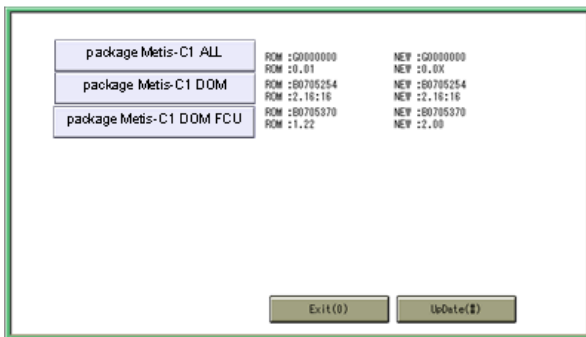 package Metis-C1 ALL
ROM :G0000000 NEW :G0000000
ROM :0.01 NEW :0.0X
package Metis-C1 DOM
ROM :B0705254 NEW :B0705254
ROM :2.16:16 NEW :2.16:16
package Metis-C1 DOM FCU
ROM :B0705370 NEW :B0705370
ROM :1.22 NEW :2.00
Exit(0) UpDate(#)